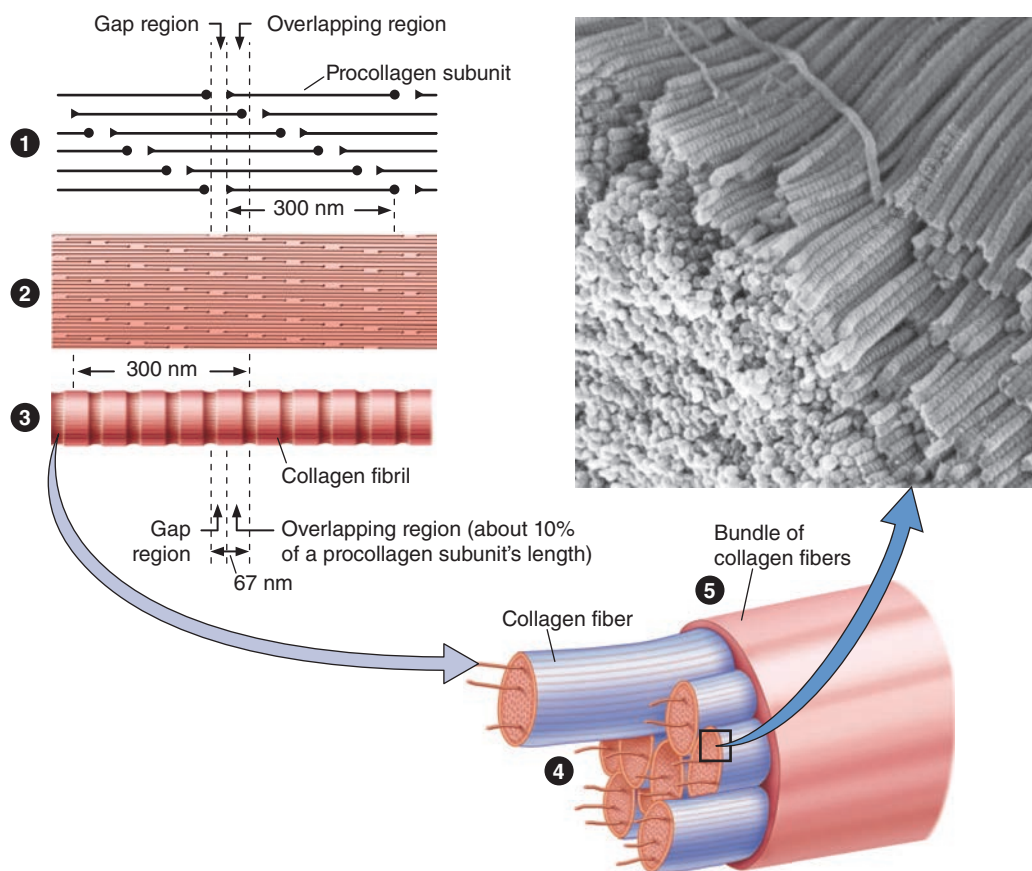 Gap region
Overlapping region
Procollagen subunit
1
300 nm
2
300 nm
3
Collagen fibril
Gap
region
Overlapping region (about 10%
of a procollagen subunit's length)
67 nm
Bundle of
collagen fibers
5
Collagen fiber
4